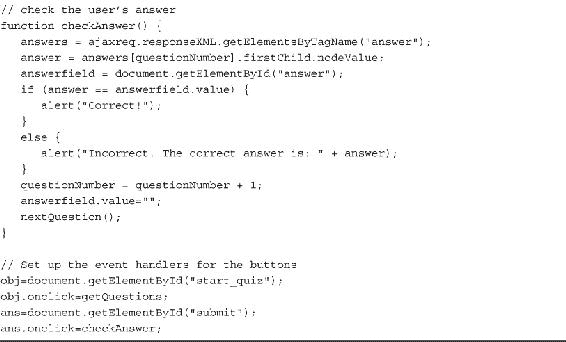 // check the user's answer
function checkAnswer() {
   answers = ajaxreq.responseXML.getElementsByTagName("answer");
   answer = answers[questionNumber].firstChild.nodeValue;
   answerfield = document.getElementById("answer");
   if (answer == answerfield.value) {
      alert("Correct!");
   }
   else {
      alert("Incorrect. The correct answer is: " + answer);
   }
   questionNumber = questionNumber + 1;
   answerfield.value="";
   nextQuestion();
}

// Set up the event handlers for the buttons
obj=document.getElementById("start_quiz");
obj.onclick=getQuestions;
ans=document.getElementById("submit");
ans.onclick=checkAnswer;